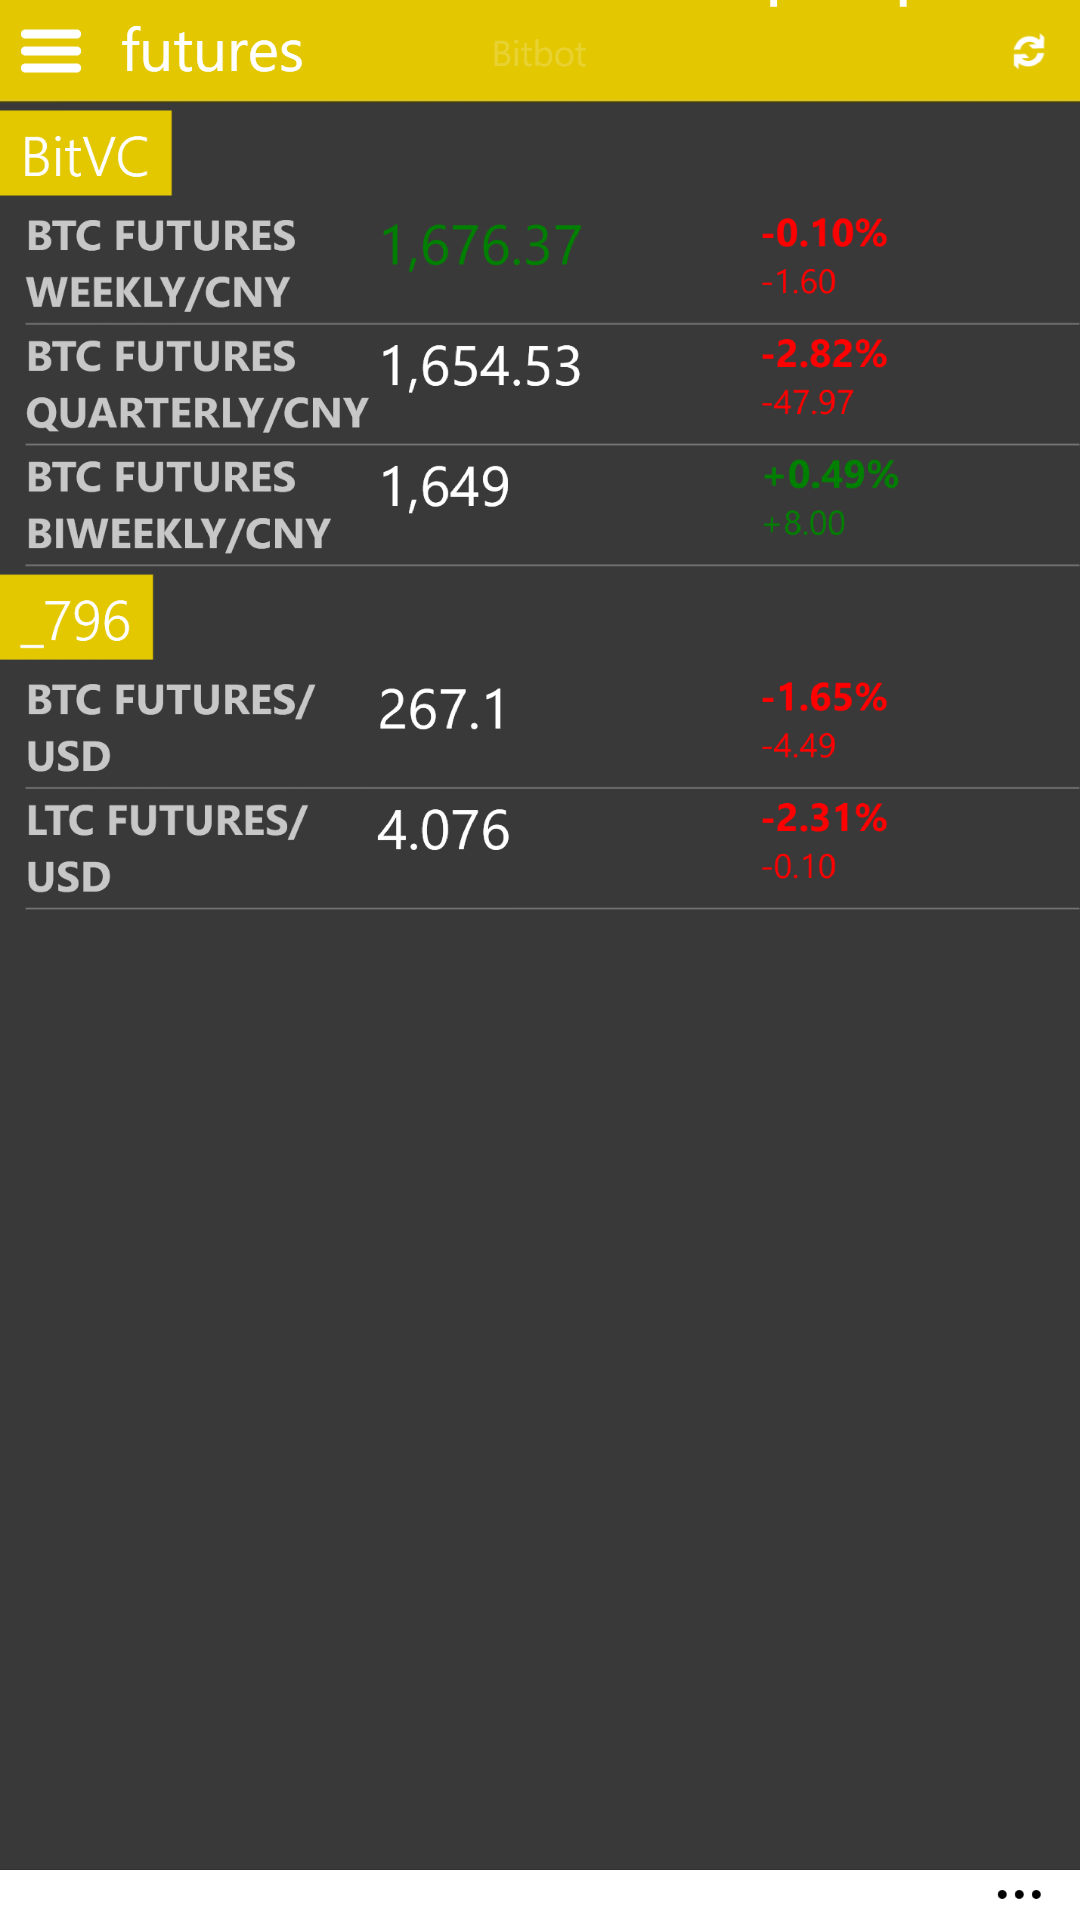 futures
Bitbot
BitVC
BTC FUTURES WEEKLY/CNY 1,676.37 -0.10%
-1.60
BTC FUTURES QUARTERLY/CNY 1,654.53 -2.82%
-47.97
BTC FUTURES BIWEEKLY/CNY 1,649 +0.49%
+8.00
_796
BTC FUTURES/ USD 267.1 -1.65%
-4.49
LTC FUTURES/ USD 4.076 -2.31%
-0.10